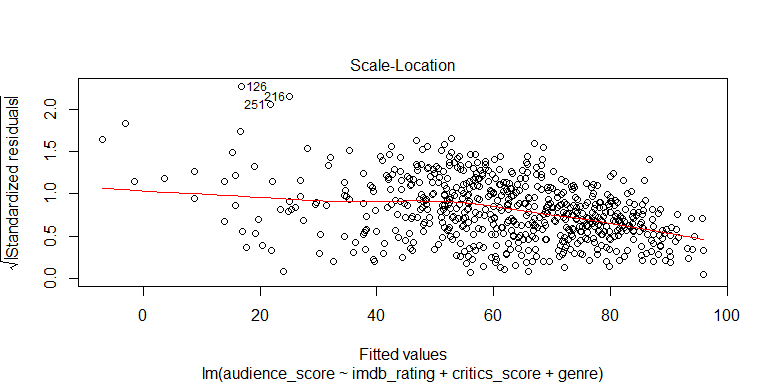 Scale-Location
√|Standardized residuals|
2.0
1.5
1.0
0.5
0.0
126
216
251
0 20 40 60 80 100
Fitted values
lm(audience_score ~ imdb_rating + critics_score + genre)